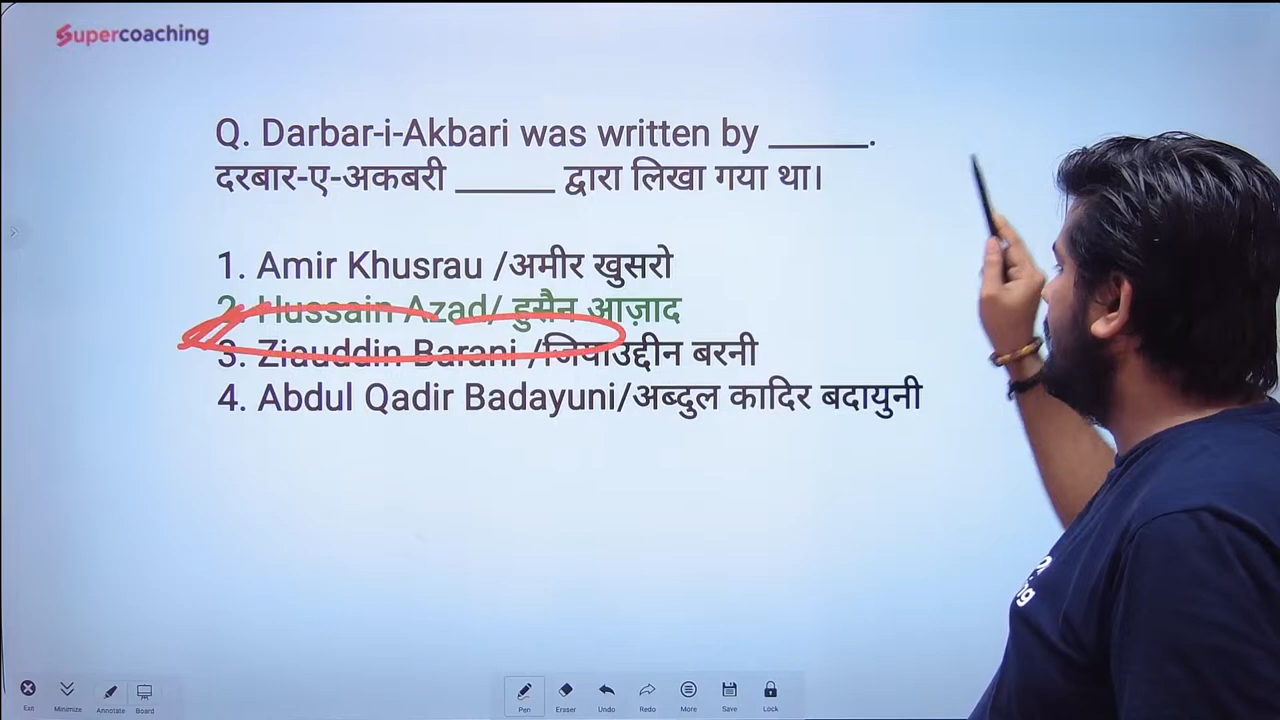 Supercoaching
Q. Darbar-i-Akbari was written by ______.
दरबार-ए-अकबरी ______ द्वारा लिखा गया था।
1. Amir Khusrau /अमीर खुसरो
2. Hussain Azad/ हुसैन आज़ाद
3. Ziauddin Barani /जियाउद्दीन बरनी
4. Abdul Qadir Badayuni/अब्दुल कादिर बदायुनी
Exit Minimize Annotate Board Pen Eraser Undo Redo More Save Lock